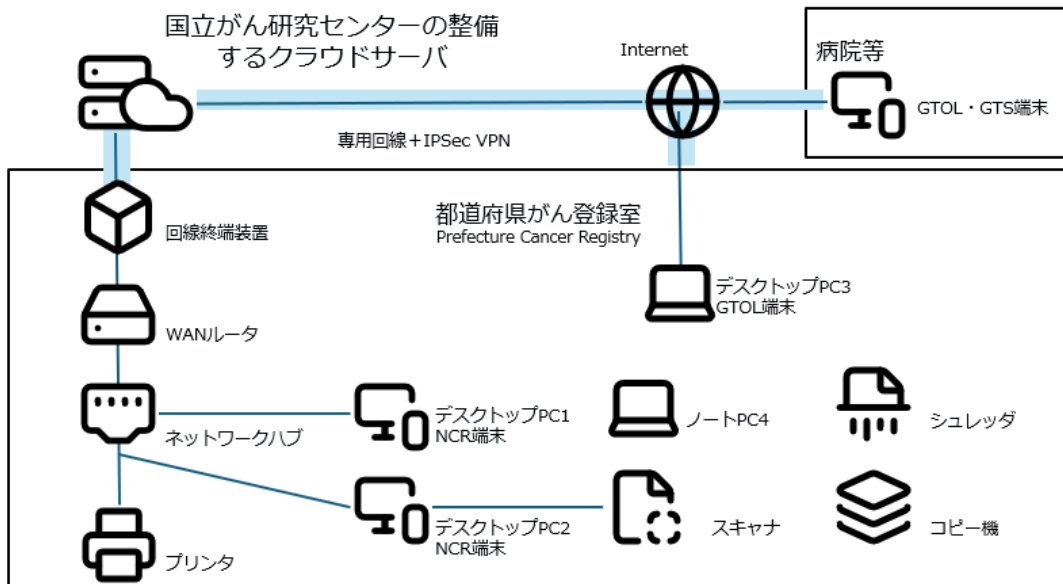 国立がん研究センターの整備
するクラウドサーバ
Internet
病院等
GTOL・GTS端末
専用回線＋IPSec VPN
都道府県がん登録室
Prefecture Cancer Registry
回線終端装置
デスクトップPC3
GTOL端末
WANルータ
デスクトップPC1
NCR端末
ノートPC4
シュレッダ
ネットワークハブ
デスクトップPC2
NCR端末
スキャナ
コピー機
プリンタ